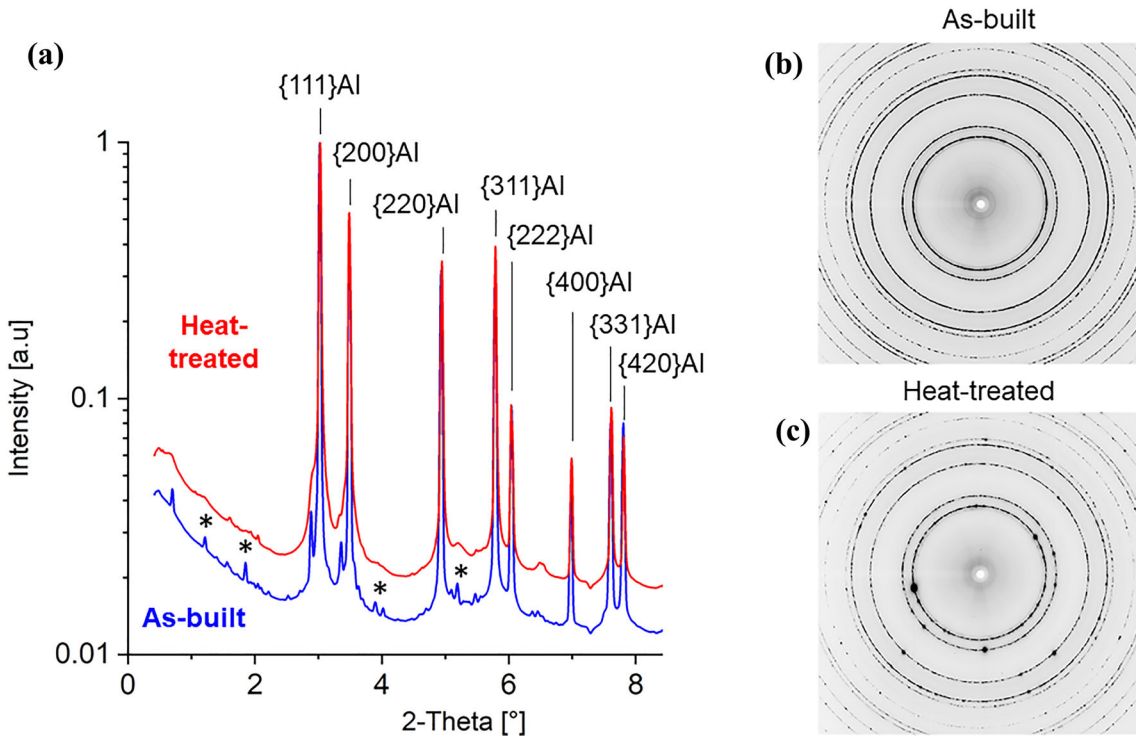 (a)
{111}Al
{200}Al
{220}Al
{311}Al
{222}Al
{400}Al
{331}Al
{420}Al
Heat-
treated
*
*
*
*
As-built
Intensity [a.u]
1
0.1
0.01
0
2
4
6
8
2-Theta [°]
As-built
(b)
Heat-treated
(c)